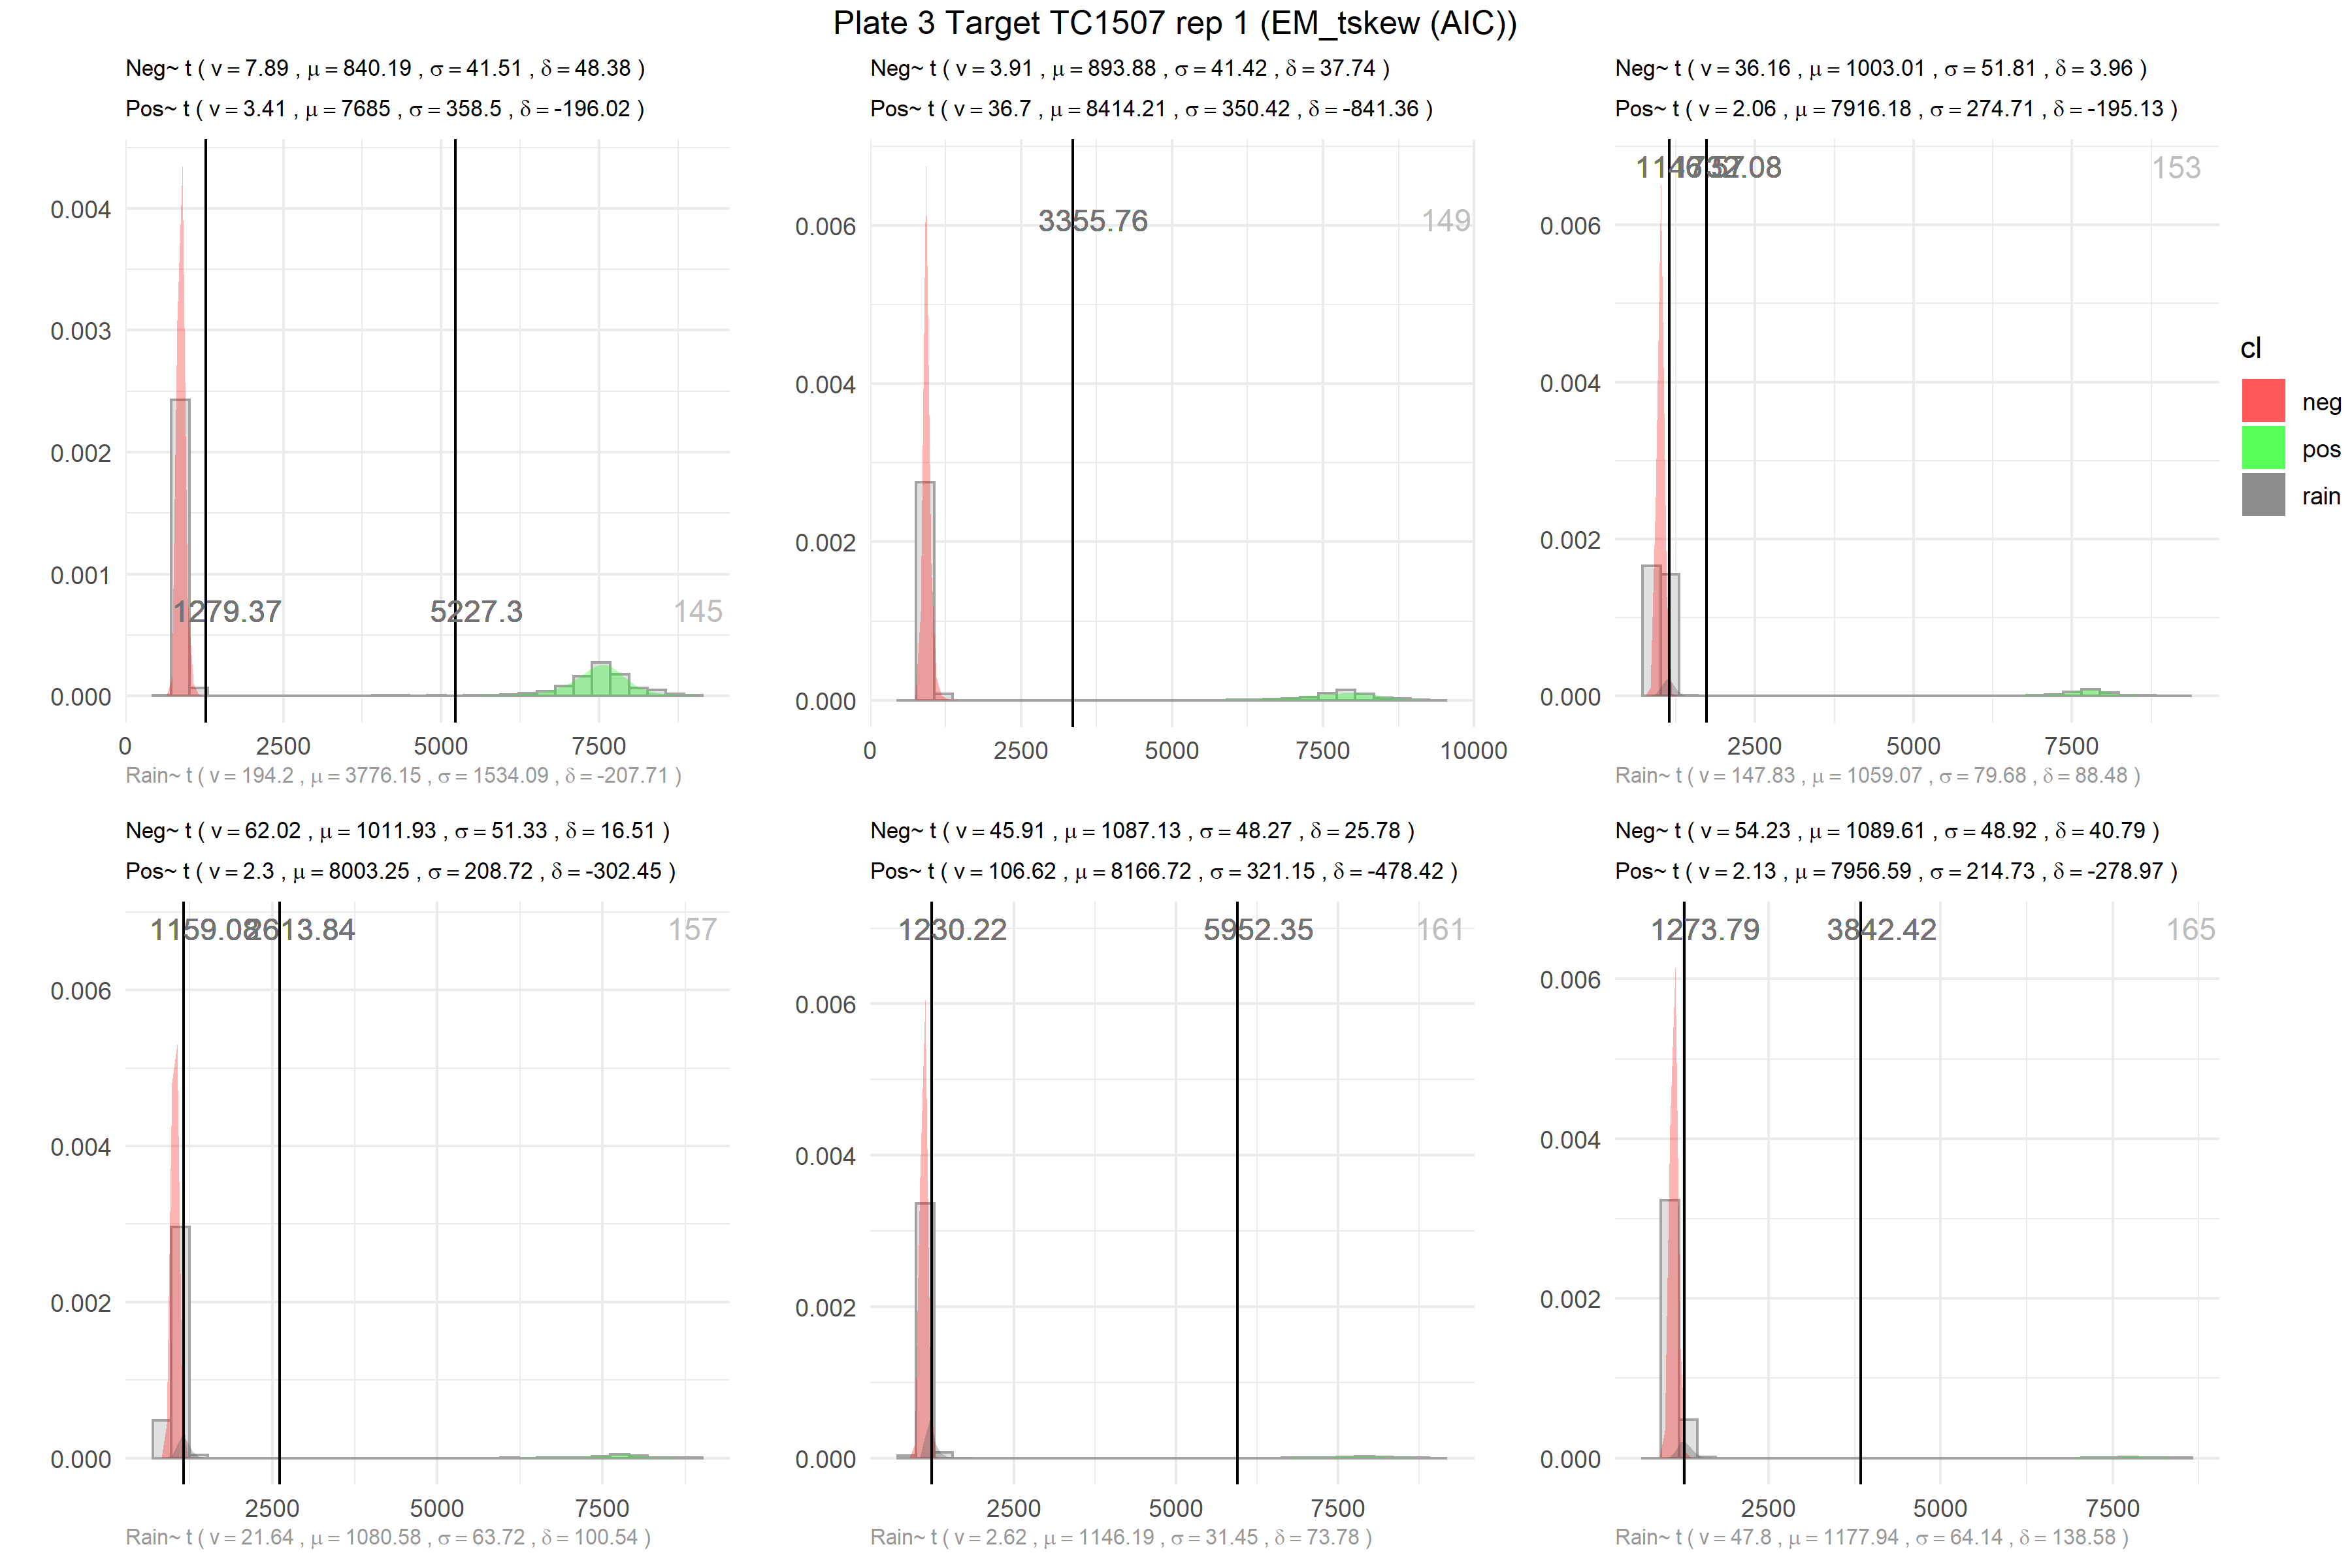 Plate 3 Target TC1507 rep 1 (EM_tskew (AIC))
Neg~ t ( ν = 7.89 , μ = 840.19 , σ = 41.51 , δ = 48.38 )
Pos~ t ( ν = 3.41 , μ = 7685 , σ = 358.5 , δ = -196.02 )
0.004
0.003
0.002
0.001
0.000
1279.37
5227.3
145
0 2500 5000 7500
Rain~ t ( ν = 194.2 , μ = 3776.15 , σ = 1534.09 , δ = -207.71 )
Neg~ t ( ν = 3.91 , μ = 893.88 , σ = 41.42 , δ = 37.74 )
Pos~ t ( ν = 36.7 , μ = 8414.21 , σ = 350.42 , δ = -841.36 )
0.006
0.004
0.002
0.000
3355.76
149
0 2500 5000 7500 10000
Neg~ t ( ν = 36.16 , μ = 1003.01 , σ = 51.81 , δ = 3.96 )
Pos~ t ( ν = 2.06 , μ = 7916.18 , σ = 274.71 , δ = -195.13 )
0.006
0.004
0.002
0.000
153
2500 5000 7500
Rain~ t ( ν = 147.83 , μ = 1059.07 , σ = 79.68 , δ = 88.48 )
cl
neg
pos
rain
Neg~ t ( ν = 62.02 , μ = 1011.93 , σ = 51.33 , δ = 16.51 )
Pos~ t ( ν = 2.3 , μ = 8003.25 , σ = 208.72 , δ = -302.45 )
0.006
0.004
0.002
0.000
1159.08
2613.84
157
2500 5000 7500
Rain~ t ( ν = 21.64 , μ = 1080.58 , σ = 63.72 , δ = 100.54 )
Neg~ t ( ν = 45.91 , μ = 1087.13 , σ = 48.27 , δ = 25.78 )
Pos~ t ( ν = 106.62 , μ = 8166.72 , σ = 321.15 , δ = -478.42 )
0.006
0.004
0.002
0.000
1230.22
5952.35
161
2500 5000 7500
Rain~ t ( ν = 2.62 , μ = 1146.19 , σ = 31.45 , δ = 73.78 )
Neg~ t ( ν = 54.23 , μ = 1089.61 , σ = 48.92 , δ = 40.79 )
Pos~ t ( ν = 2.13 , μ = 7956.59 , σ = 214.73 , δ = -278.97 )
0.006
0.004
0.002
0.000
1273.79
3842.42
165
2500 5000 7500
Rain~ t ( ν = 47.8 , μ = 1177.94 , σ = 64.14 , δ = 138.58 )